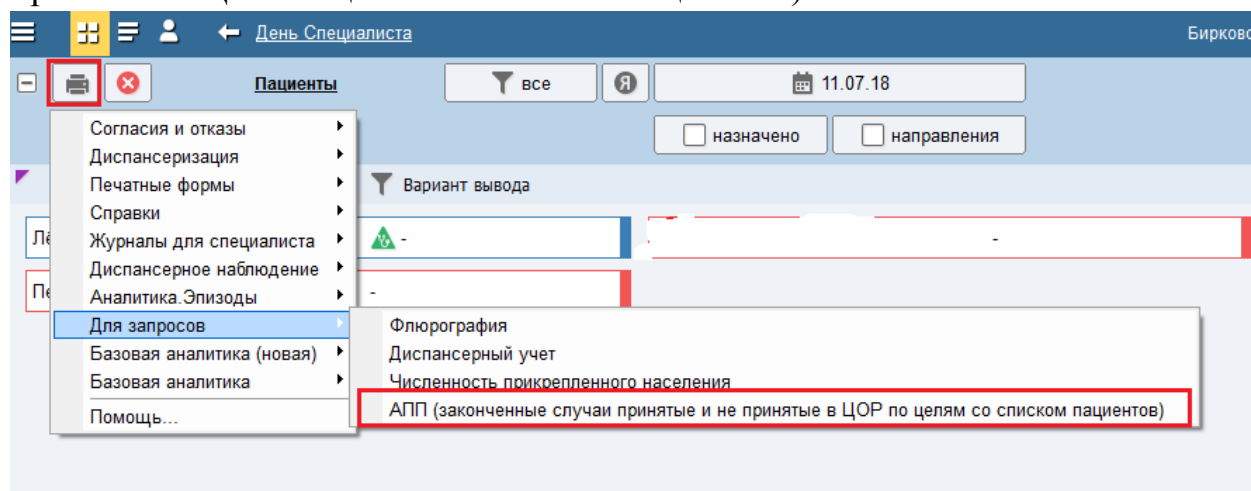 День Специалиста
Бирково
Пациенты
все
Я
11.07.18
назначено
направления
Согласия и отказы
Диспансеризация
Печатные формы
Вариант вывода
Справки
Журналы для специалиста
-
-
Диспансерное наблюдение
Аналитика.Эпизоды
-
Для запросов
Флюрография
Базовая аналитика (новая)
Диспансерный учет
Базовая аналитика
Численность прикрепленного населения
АПП (законченные случаи принятые и не принятые в ЦОР по целям со списком пациентов)
Помощь...